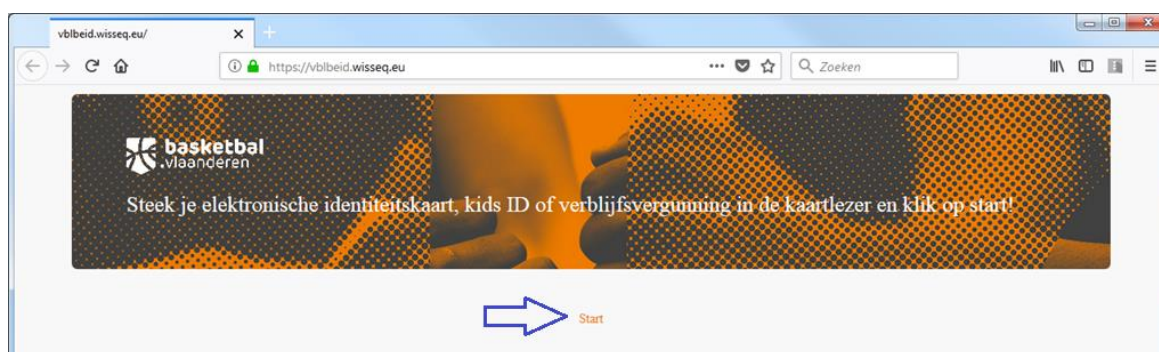 vblbeid.wisseq.eu/
https://vblbeid.wisseq.eu
Zoeken
basketbal
.vlaanderen
Steek je elektronische identiteitskaart, kids ID of verblijfsvergunning in de kaartlezer en klik op start!
Start